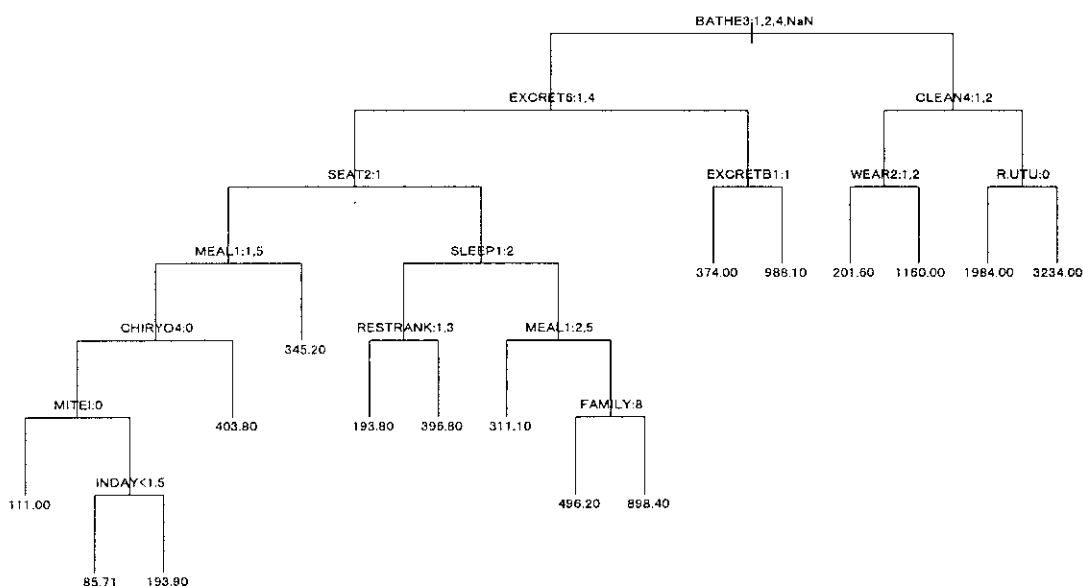 BATHE3:1,2,4,NaN
EXCRET6:1,4
CLEAN4:1,2
SEAT2:1
EXCRETB1:1
WEAR2:1,2
R.UTU:0
MEAL1:1,5
SLEEP1:2
374.00
988.10
201.60
1160.00
1984.00
3234.00
CHIRYO4:0
345.20
RESTRANK:1,3
MEAL1:2,5
MITEI:0
403.80
193.80
396.80
311.10
FAMILY:8
111.00
INDAY<1.5
496.20
898.40
85.71
193.90